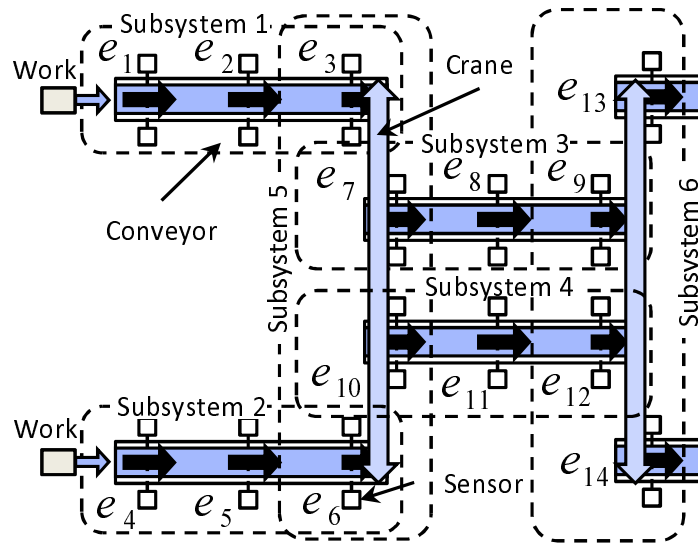 Subsystem 1
e1 e2 e3
Work
Crane
e13
Subsystem 3
e7 e8 e9
Conveyor
Subsystem 5
Subsystem 6
Subsystem 4
e10 e11 e12
Subsystem 2
Work
e14
Sensor
e4 e5 e6